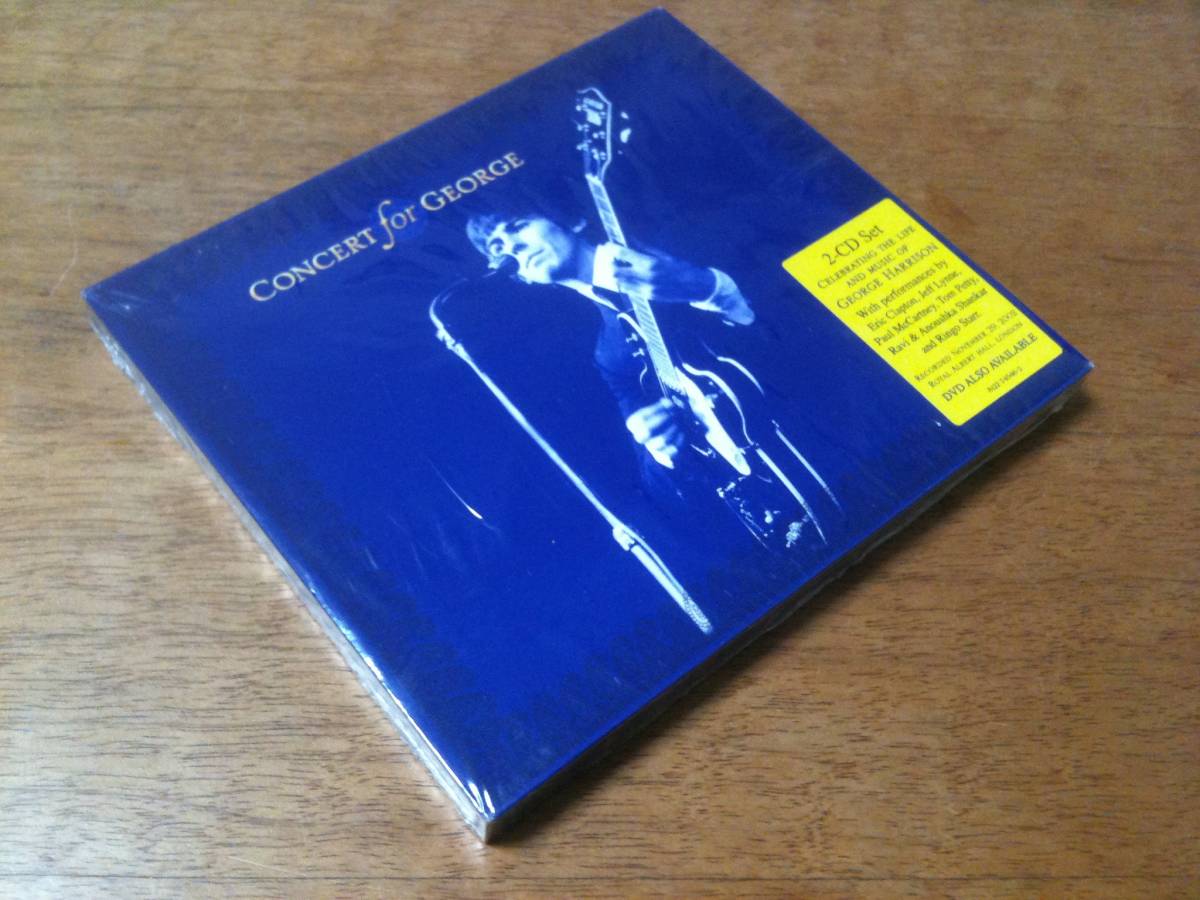 CONCERT for GEORGE
2-CD Set
CELEBRATING THE LIFE
AND MUSIC OF
GEORGE HARRISON
With performances by
Eric Clapton, Jeff Lynne,
Paul McCartney, Tom Petty,
Ravi & Anoushka Shankar
and Ringo Starr.
RECORDED NOVEMBER 29, 2002
ROYAL ALBERT HALL, LONDON
DVD ALSO AVAILABLE